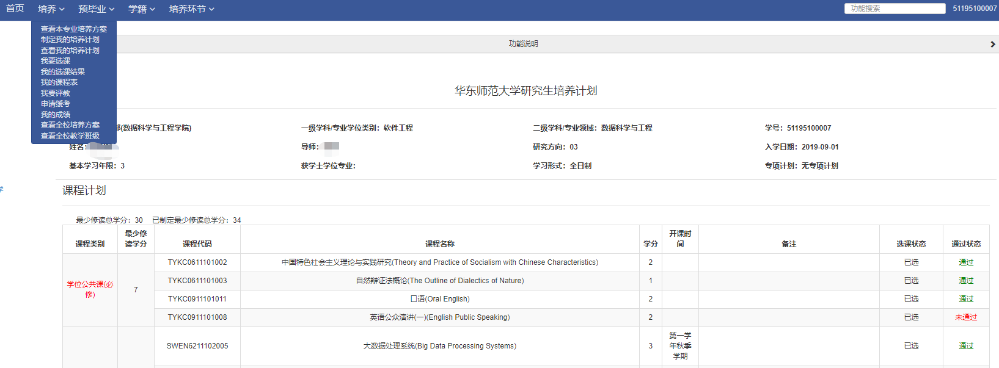 首页 培养 预毕业 学籍 培养环节 功能搜索 51195100007
查看本专业培养方案
制定我的培养计划
查看我的培养计划
我要选课
我的选课结果
我的课程表
我要评教
申请缓考
我的成绩
查看全校培养方案
查看全校教学班级
功能说明
华东师范大学研究生培养计划
部(数据科学与工程学院) 一级学科/专业学位类别：软件工程 二级学科/专业领域：数据科学与工程 学号：51195100007
姓名： 导师： 研究方向：03 入学日期：2019-09-01
基本学习年限：3 获学士学位专业： 学习形式：全日制 专项计划：无专项计划
学
课程计划
最少修读总学分：30 已制定最少修读总学分：34
课程类别 最少修读学分 课程代码 课程名称 学分 开课时间 备注 选课状态 通过状态
学位公共课(必修) 7
TYKC0611101002 中国特色社会主义理论与实践研究(Theory and Practice of Socialism with Chinese Characteristics) 2 已选 通过
TYKC0611101003 自然辩证法概论(The Outline of Dialectics of Nature) 1 已选 通过
TYKC0911101011 口语(Oral English) 2 已选 通过
TYKC0911101008 英语公众演讲(一)(English Public Speaking) 2 已选 未通过
SWEN6211102005 大数据处理系统(Big Data Processing Systems) 3 第一学年秋季学期 已选 通过